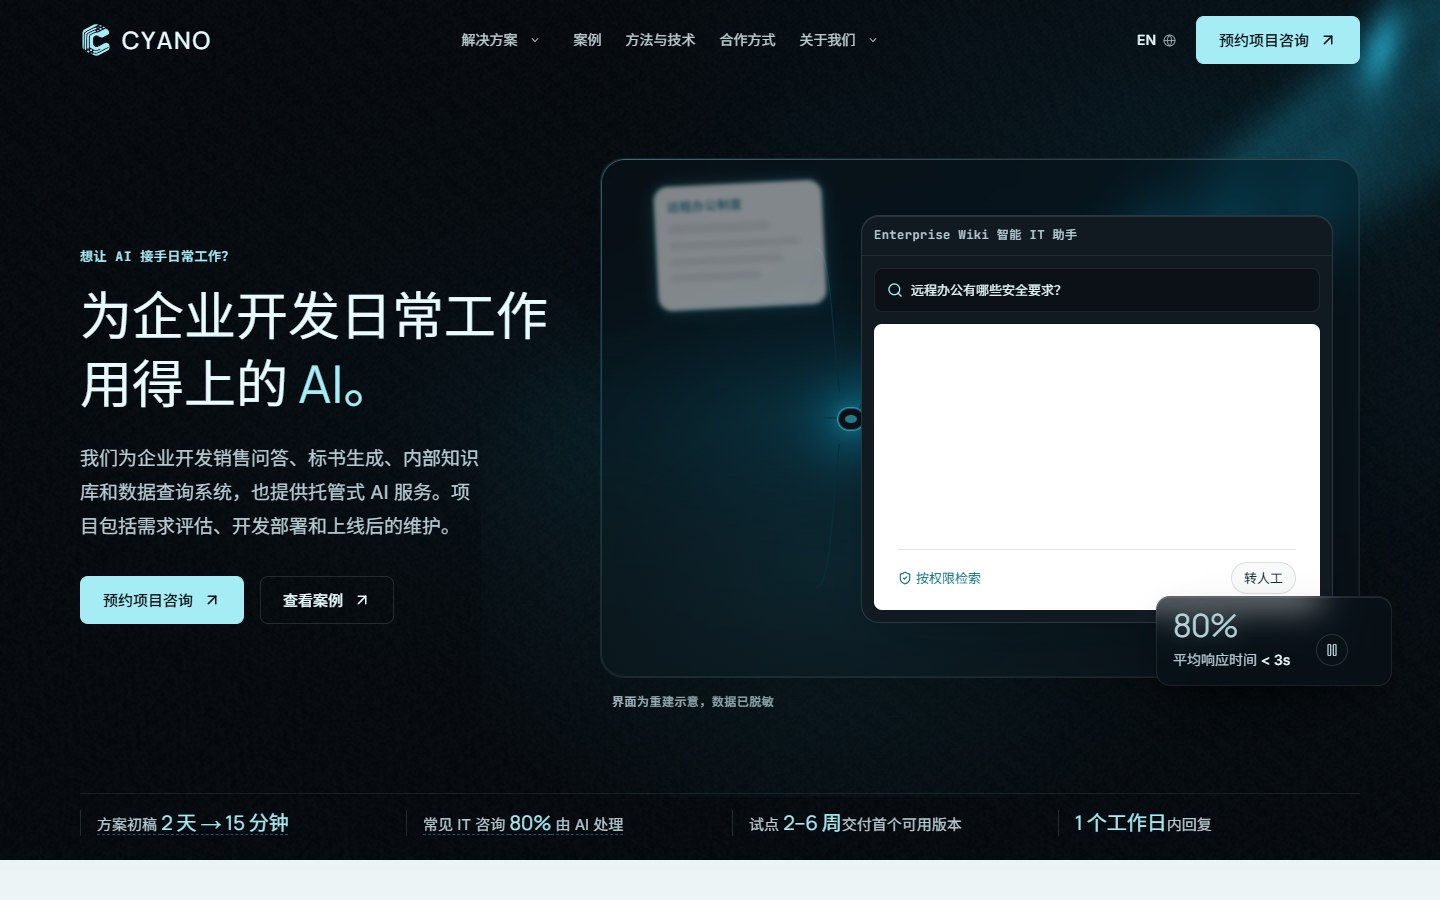 CYANO
解决方案
案例
方法与技术
合作方式
关于我们
EN
预约项目咨询
想让 AI 接手日常工作？
为企业开发日常工作
用得上的 AI。
我们为企业开发销售问答、标书生成、内部知识
库和数据查询系统，也提供托管式 AI 服务。项
目包括需求评估、开发部署和上线后的维护。
预约项目咨询
查看案例
远程办公制度
Enterprise Wiki 智能 IT 助手
远程办公有哪些安全要求？
按权限检索
转人工
80%
平均响应时间 < 3s
界面为重建示意，数据已脱敏
方案初稿 2 天 → 15 分钟
常见 IT 咨询 80% 由 AI 处理
试点 2–6 周交付首个可用版本
1 个工作日内回复